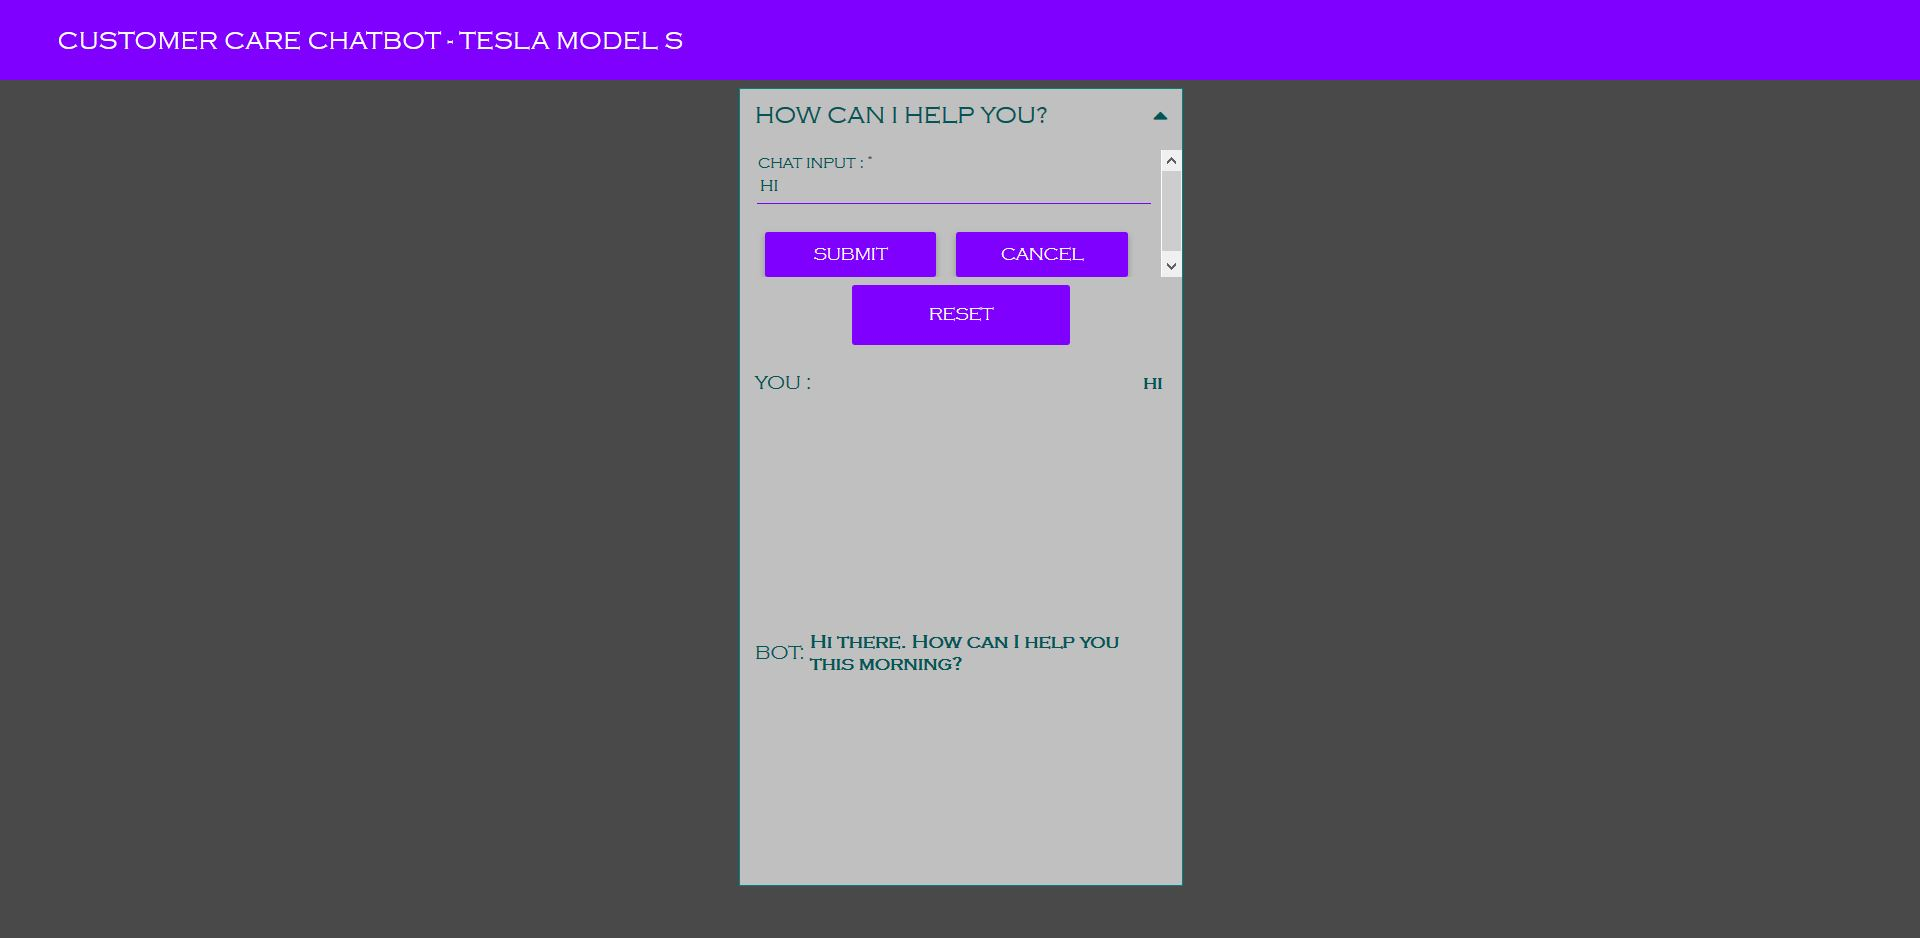 CUSTOMER CARE CHATBOT - TESLA MODEL S
HOW CAN I HELP YOU?
CHAT INPUT : *
HI
SUBMIT CANCEL
RESET
YOU : HI
BOT: Hi there. How can I help you
this morning?